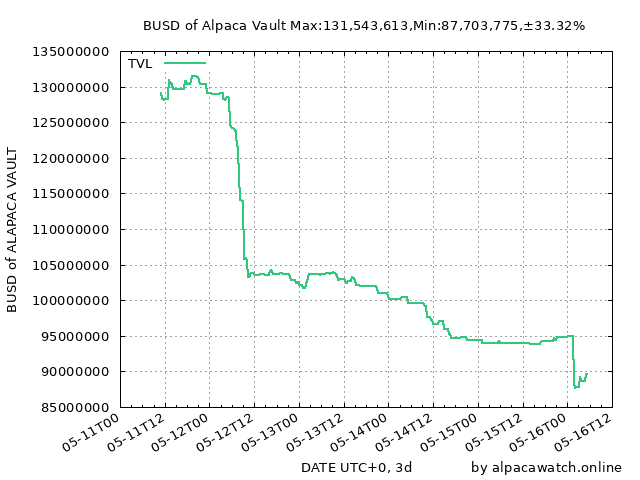 BUSD of Alpaca Vault Max:131,543,613,Min:87,703,775,±33.32%
135000000
130000000
125000000
120000000
115000000
110000000
105000000
100000000
95000000
90000000
85000000
BUSD of ALAPACA VAULT
TVL
05-11T00
05-11T12
05-12T00
05-12T12
05-13T00
05-13T12
05-14T00
05-14T12
05-15T00
05-15T12
05-16T00
05-16T12
DATE UTC+0, 3d
by alpacawatch.online